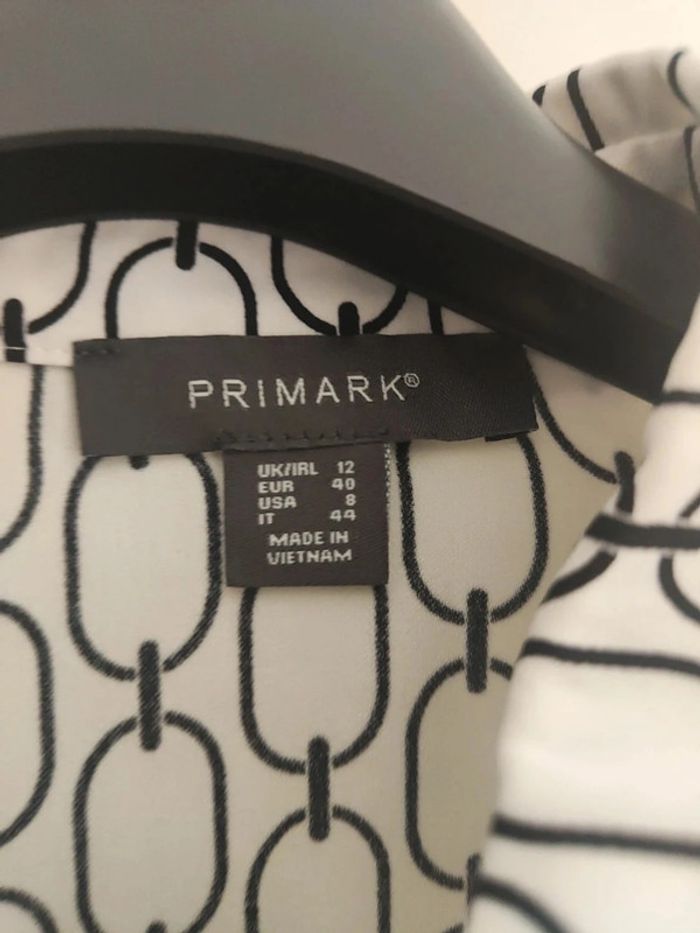 PRIMARK®
UK/IRL 12
EUR 40
USA 8
IT 44
MADE IN
VIETNAM